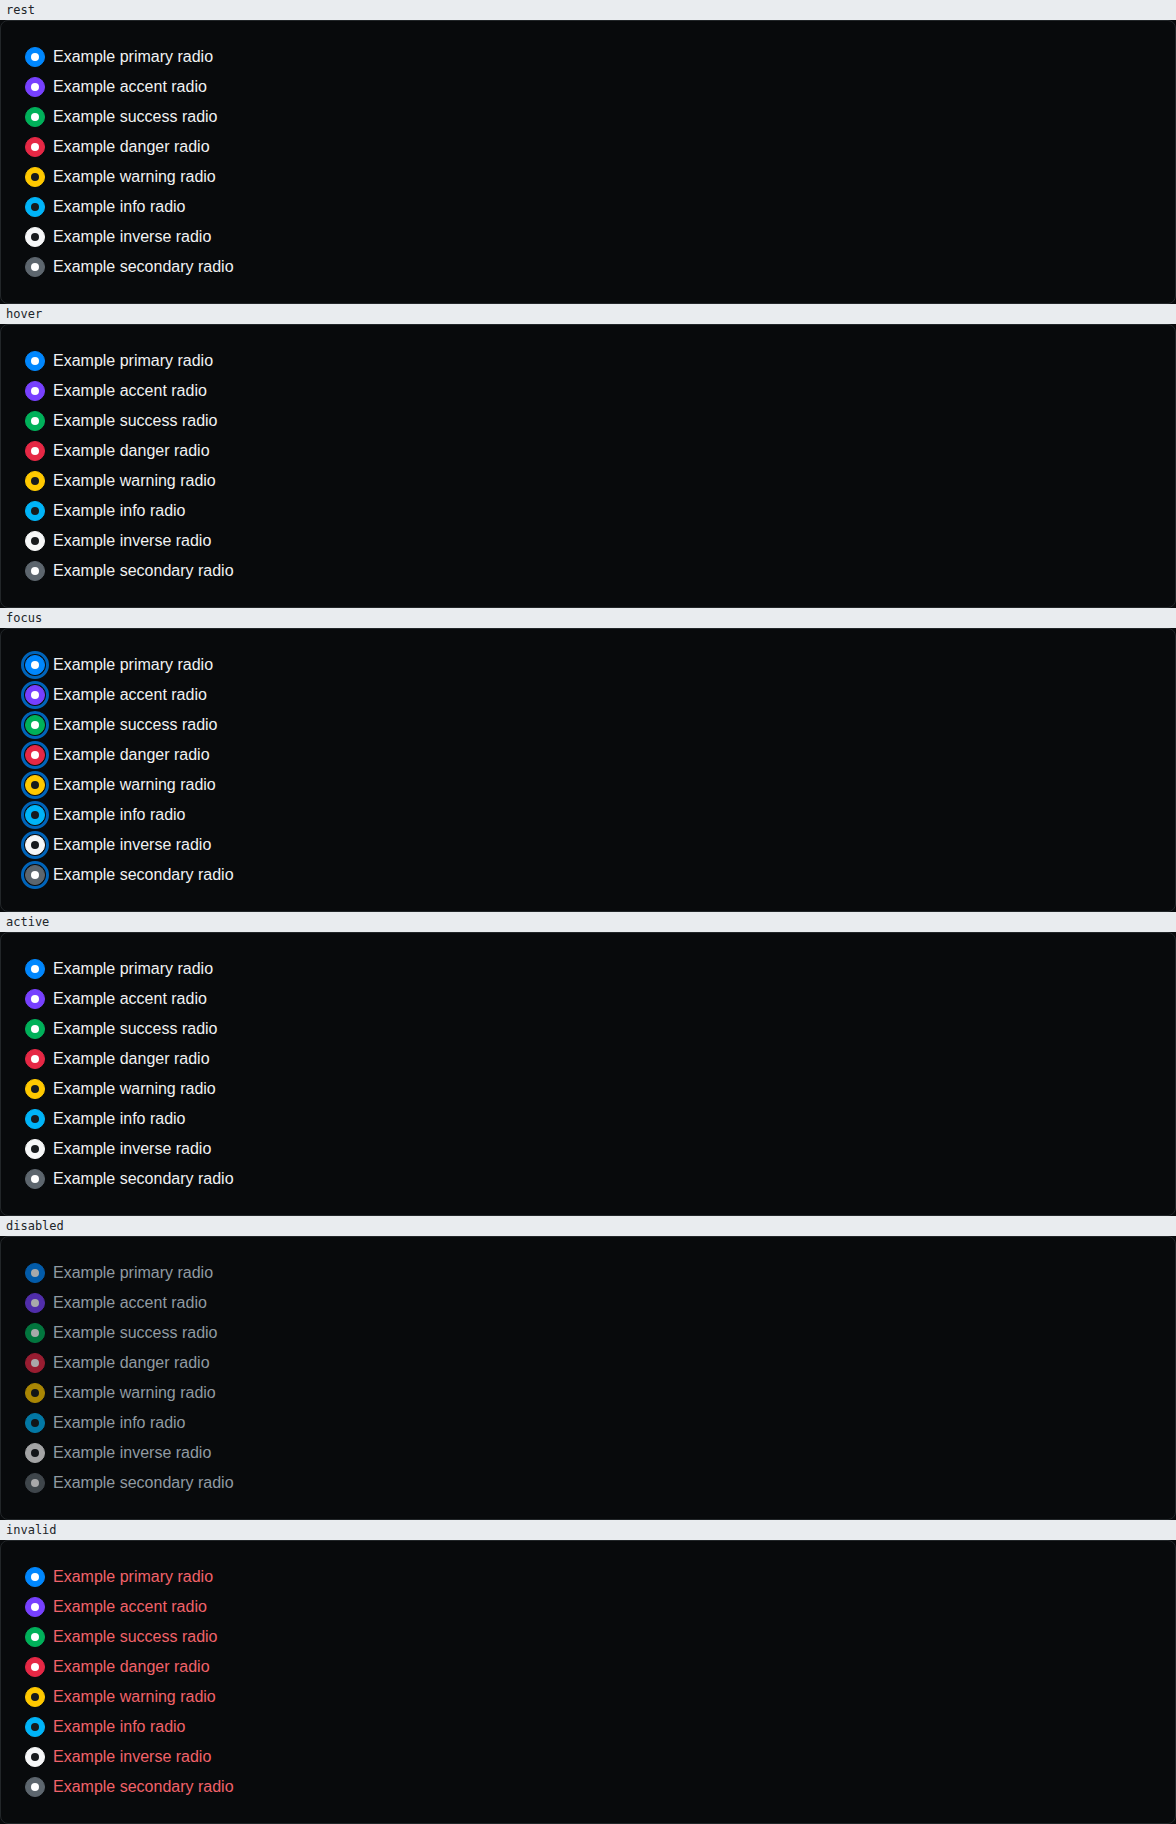 rest
Example primary radio
Example accent radio
Example success radio
Example danger radio
Example warning radio
Example info radio
Example inverse radio
Example secondary radio
hover
Example primary radio
Example accent radio
Example success radio
Example danger radio
Example warning radio
Example info radio
Example inverse radio
Example secondary radio
focus
Example primary radio
Example accent radio
Example success radio
Example danger radio
Example warning radio
Example info radio
Example inverse radio
Example secondary radio
active
Example primary radio
Example accent radio
Example success radio
Example danger radio
Example warning radio
Example info radio
Example inverse radio
Example secondary radio
disabled
Example primary radio
Example accent radio
Example success radio
Example danger radio
Example warning radio
Example info radio
Example inverse radio
Example secondary radio
invalid
Example primary radio
Example accent radio
Example success radio
Example danger radio
Example warning radio
Example info radio
Example inverse radio
Example secondary radio